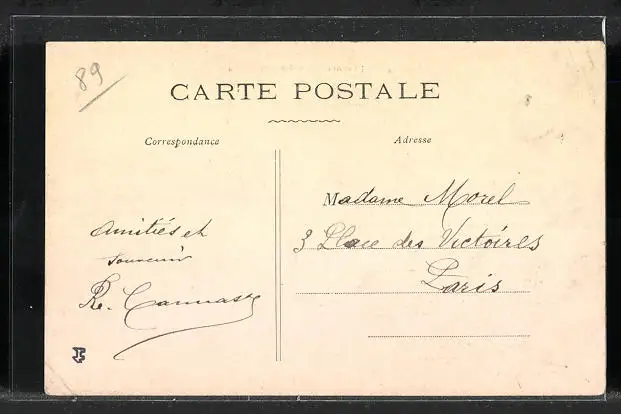 89
CARTE POSTALE
Correspondance
Adresse
Madame Morel
3 Place des Victoires
Paris
Amitiés et
souvenir